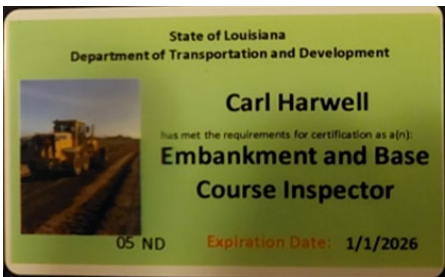 State of Louisiana
Department of Transportation and Development
Carl Harwell
has met the requirements for certification as a(n):
Embankment and Base
Course Inspector
05 ND Expiration Date: 1/1/2026